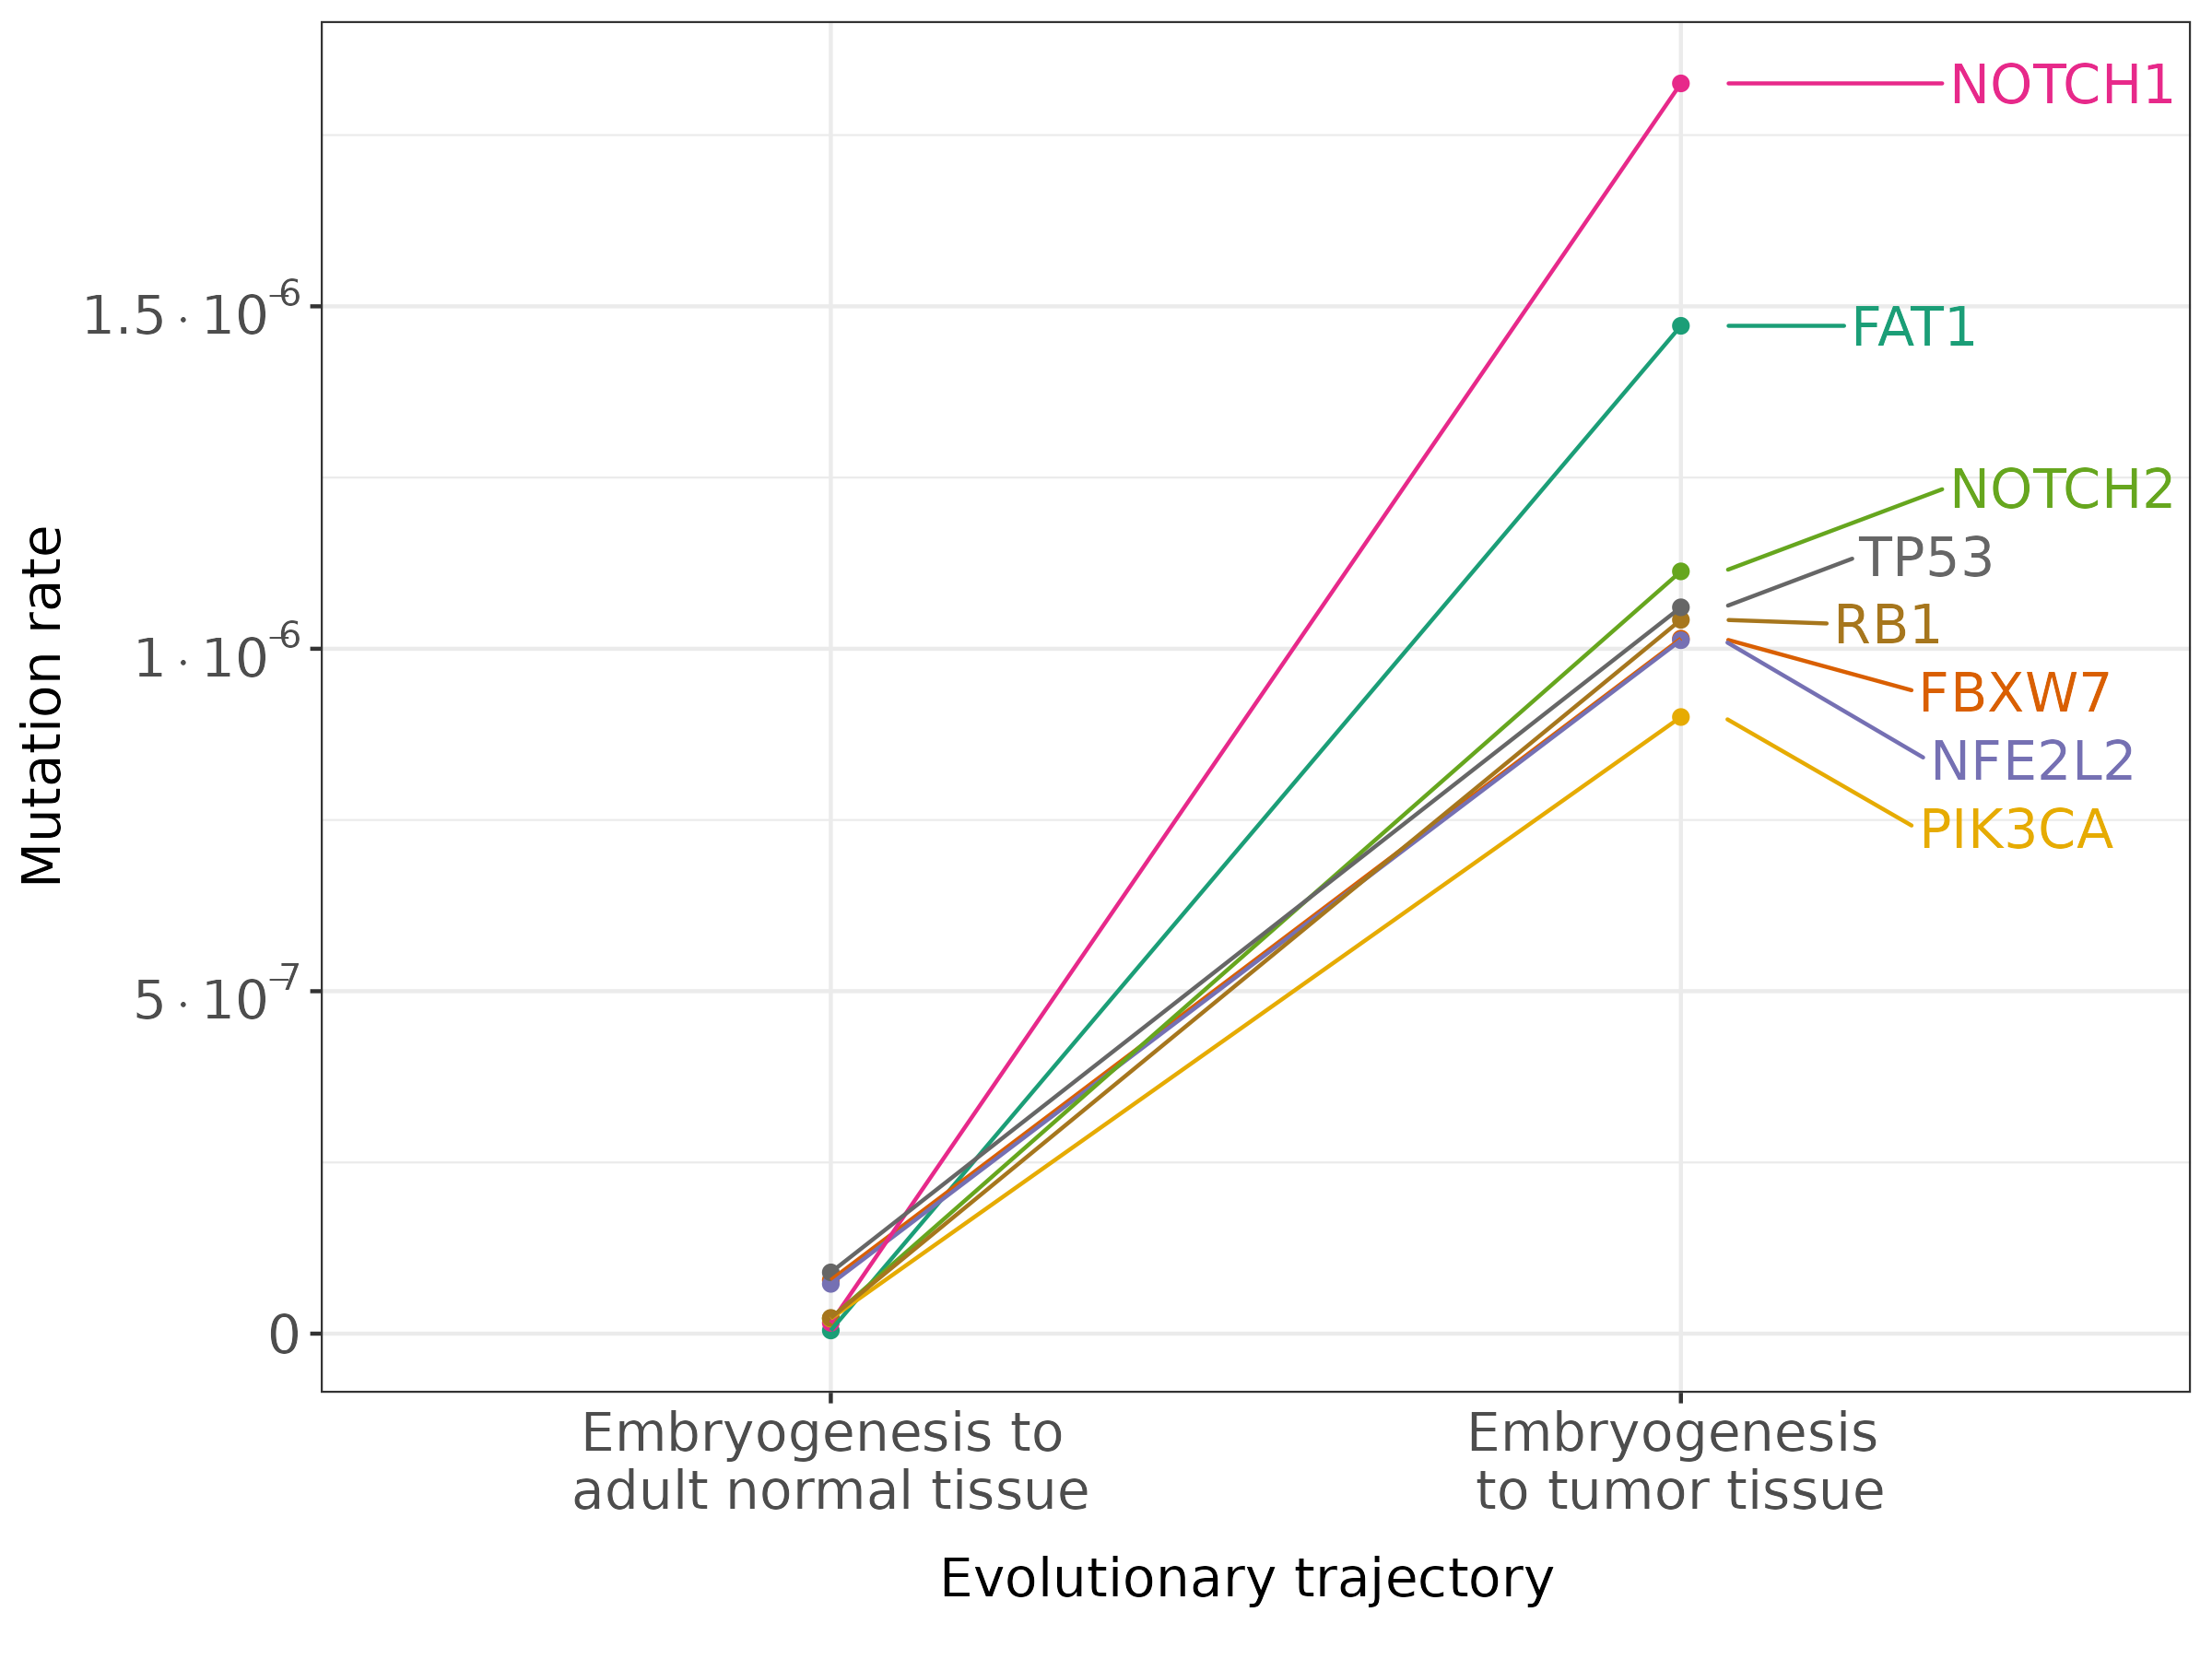 NOTCH1
1.5 · 10⁻⁶
FAT1
NOTCH2
TP53
RB1
1 · 10⁻⁶
FBXW7
NFE2L2
PIK3CA
Mutation rate
5 · 10⁻⁷
0
Embryogenesis to
adult normal tissue
Embryogenesis
to tumor tissue
Evolutionary trajectory